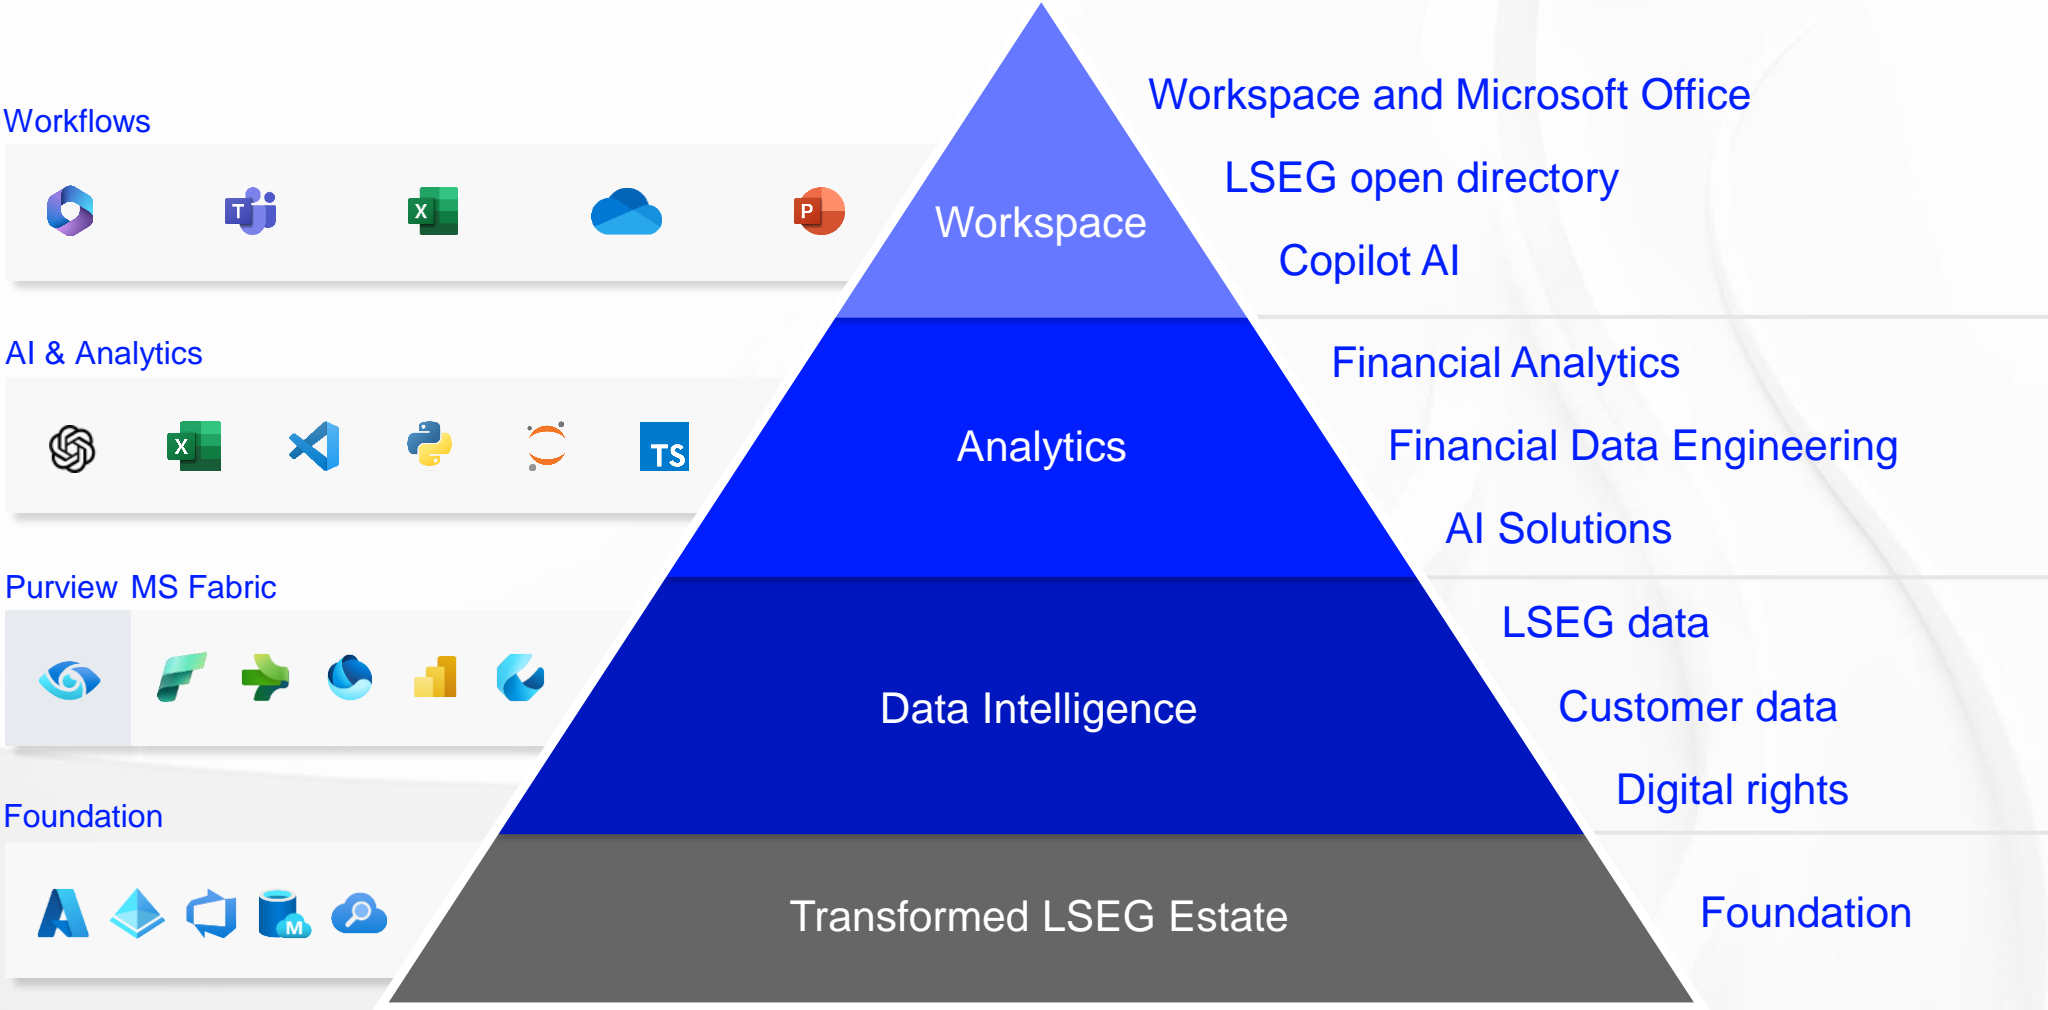 Workflows
T
X
P
Workspace
Workspace and Microsoft Office
LSEG open directory
Copilot AI
AI & Analytics
X
TS
Analytics
Financial Analytics
Financial Data Engineering
AI Solutions
Purview MS Fabric
Data Intelligence
LSEG data
Customer data
Digital rights
Foundation
M
Transformed LSEG Estate
Foundation